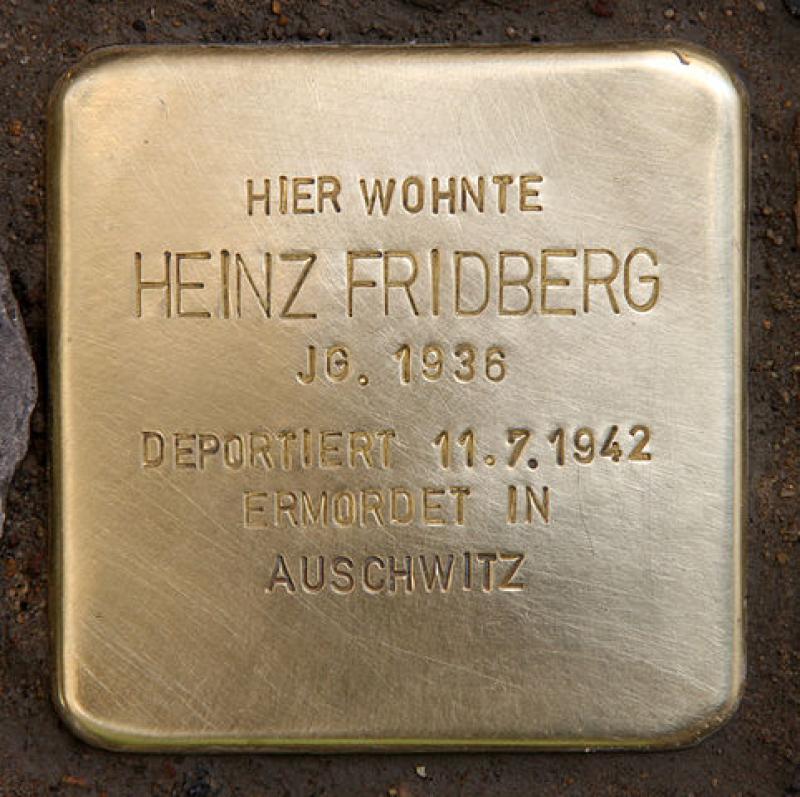 HIER WOHNTE
HEINZ FRIDBERG
JG. 1936
DEPORTIERT 11.7.1942
ERMORDET IN
AUSCHWITZ